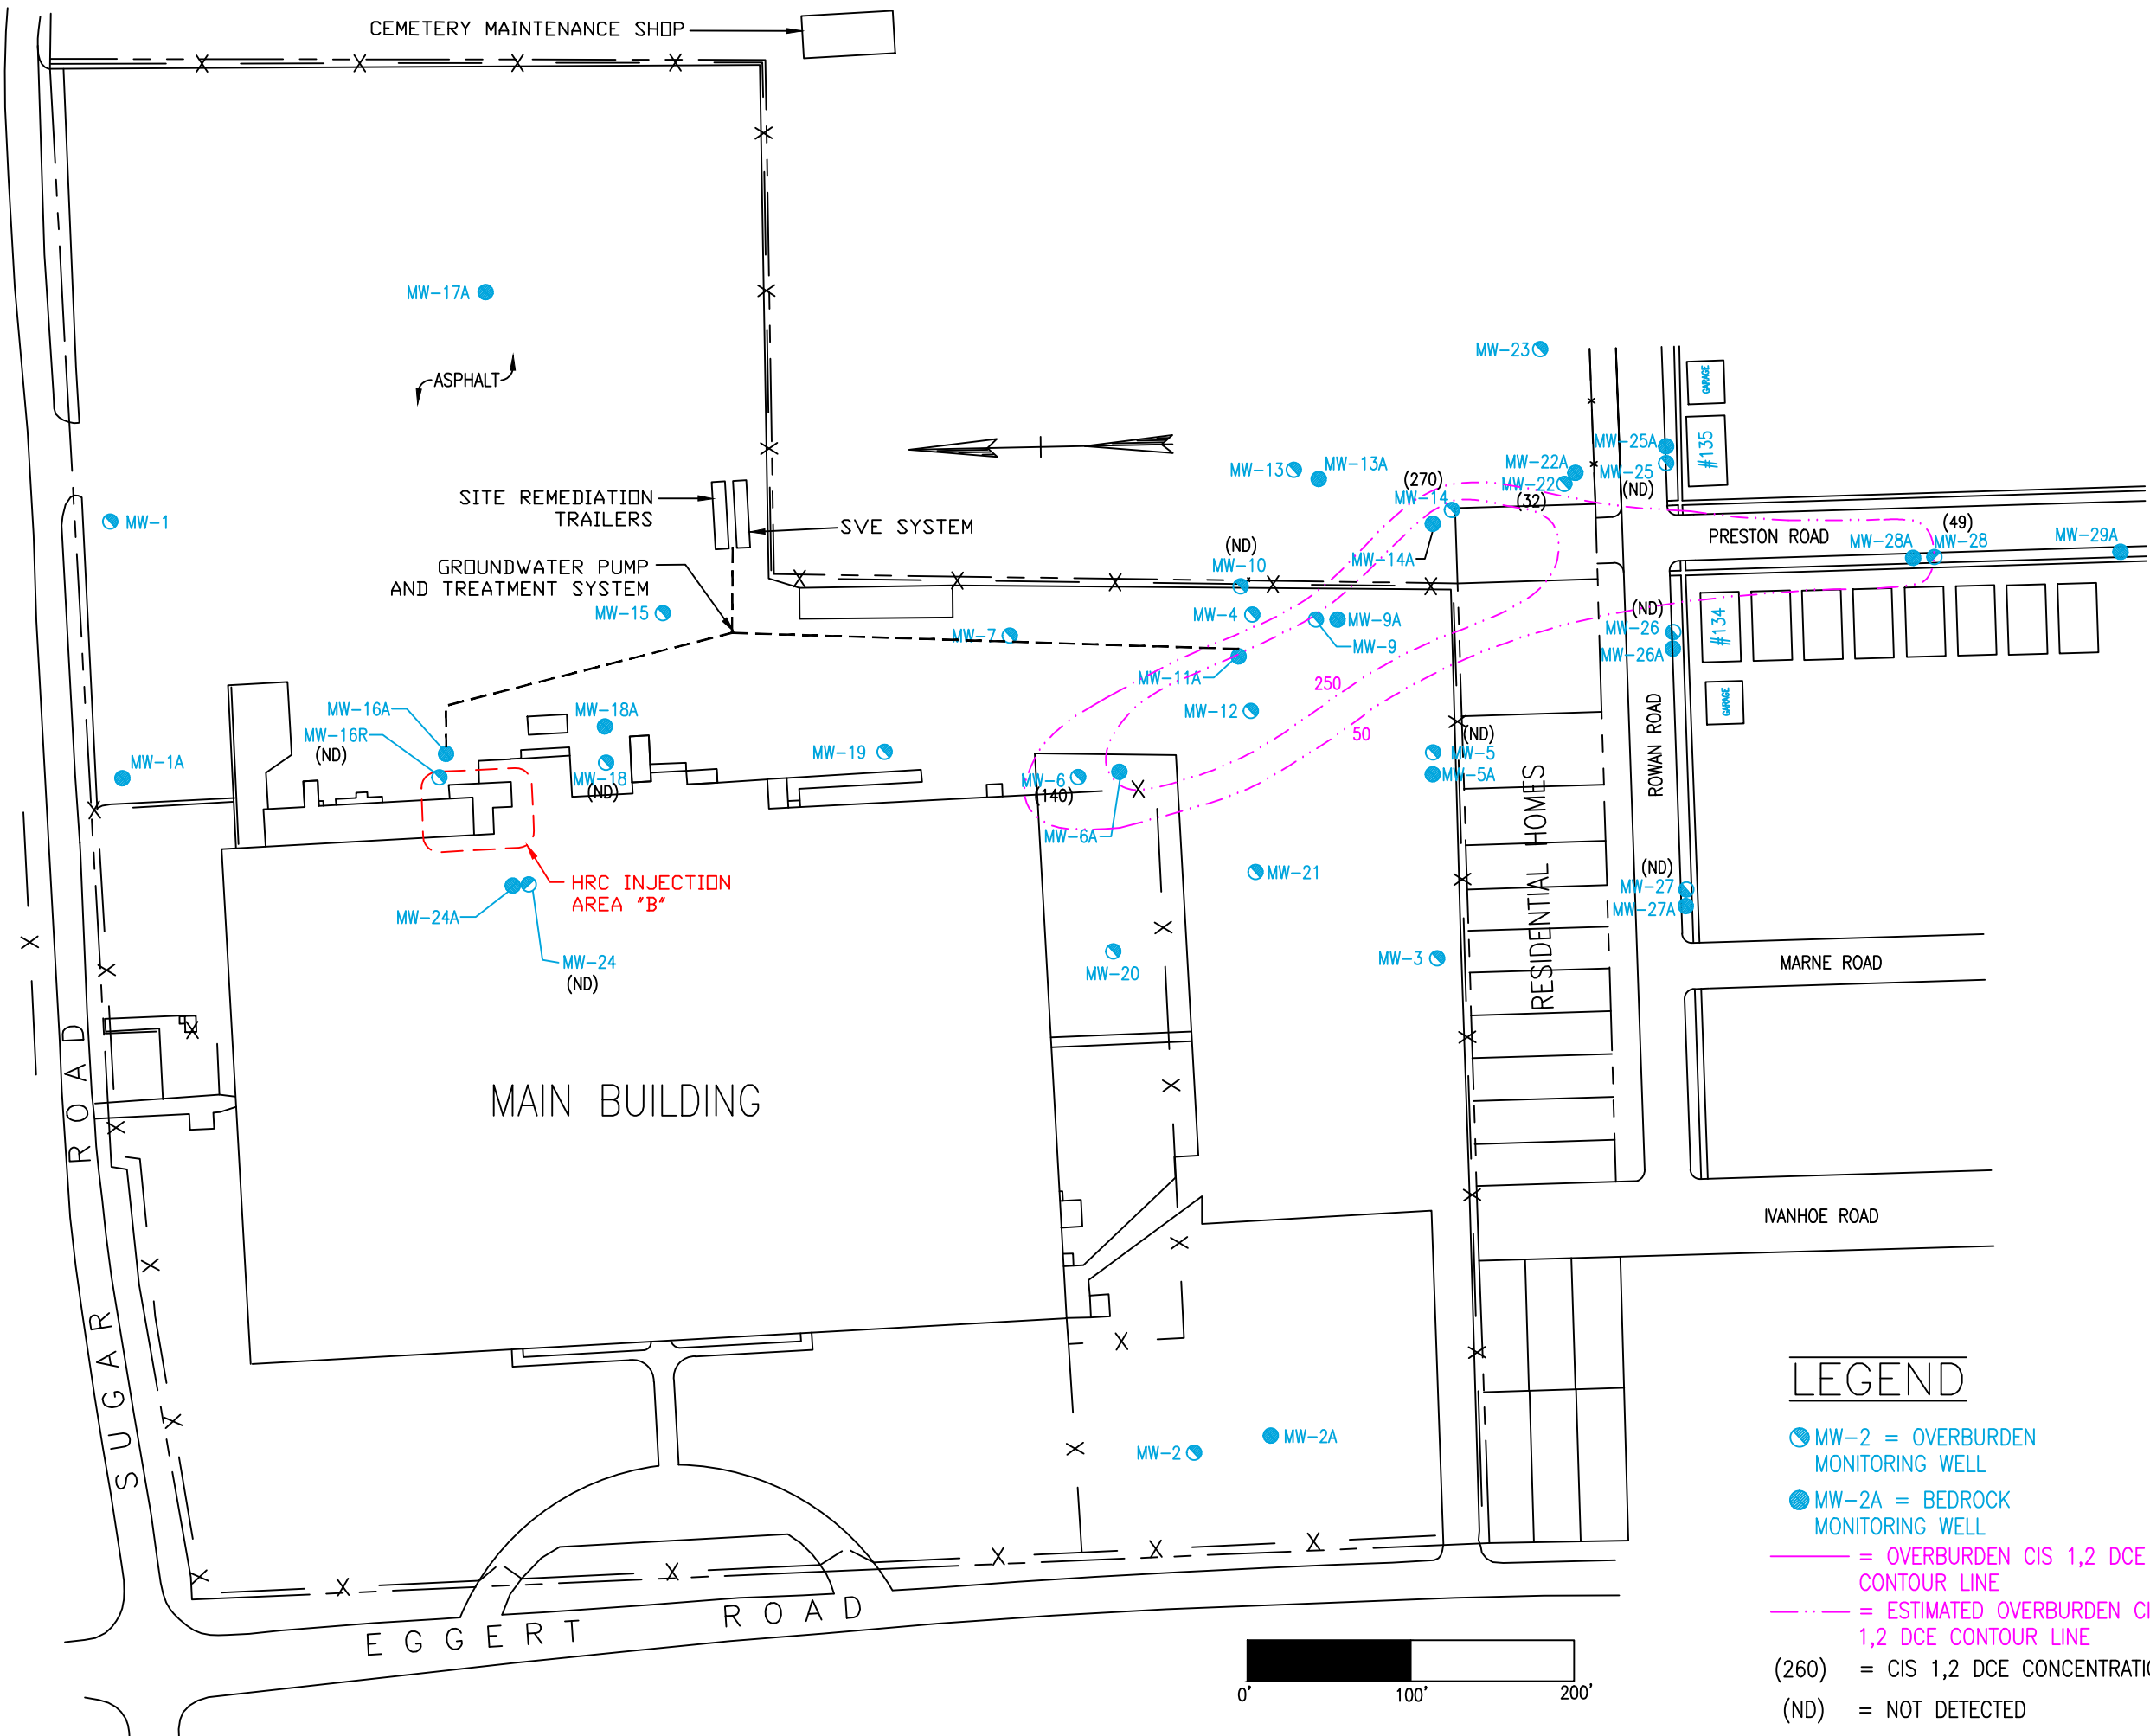 CEMETERY MAINTENANCE SHOP
MW-17A
ASPHALT
MW-23
GARAGE
#135
MW-25A
MW-25
(ND)
MW-22A
MW-22
(32)
MW-13
MW-13A
(270)
MW-14
MW-14A
SITE REMEDIATION
TRAILERS
SVE SYSTEM
MW-1
GROUNDWATER PUMP
AND TREATMENT SYSTEM
(ND)
MW-10
PRESTON ROAD
(49)
MW-28A
MW-28
MW-29A
MW-15
MW-7
MW-4
MW-9A
MW-9
(ND)
MW-26
MW-26A
#134
GARAGE
MW-11A
250
50
MW-12
MW-16A
MW-16R
(ND)
MW-18A
MW-18
(ND)
MW-19
MW-6
(140)
MW-6A
(ND)
MW-5
MW-5A
ROWAN ROAD
RESIDENTIAL HOMES
MW-1A
HRC INJECTION
AREA "B"
MW-24A
MW-24
(ND)
MW-21
MW-20
MW-3
(ND)
MW-27
MW-27A
MARNE ROAD
IVANHOE ROAD
MAIN BUILDING
SUGAR ROAD
MW-2
MW-2A
EGGERT ROAD
0'
100'
200'
LEGEND
MW-2 = OVERBURDEN
MONITORING WELL
MW-2A = BEDROCK
MONITORING WELL
= OVERBURDEN CIS 1,2 DCE
CONTOUR LINE
= ESTIMATED OVERBURDEN
1,2 DCE CONTOUR LINE
(260) = CIS 1,2 DCE
(ND) = NOT DETECTED